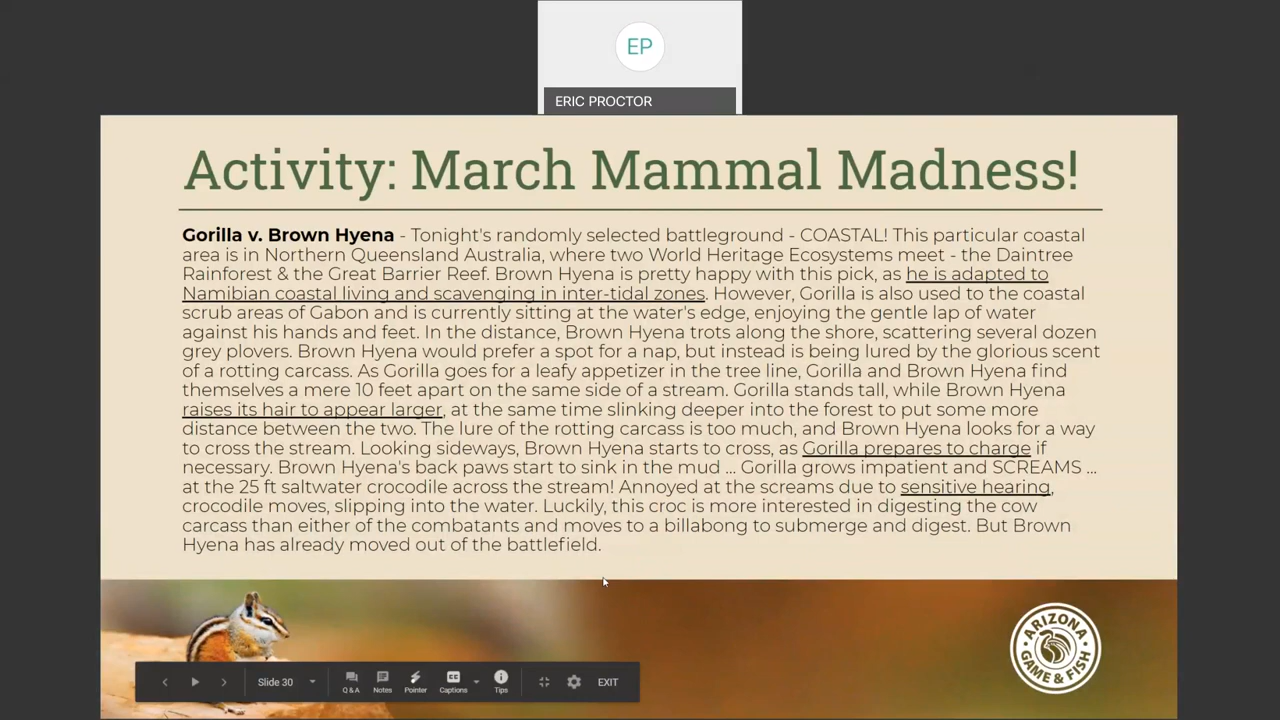 EP
ERIC PROCTOR
Activity: March Mammal Madness!
Gorilla v. Brown Hyena - Tonight's randomly selected battleground - COASTAL! This particular coastal
area is in Northern Queensland Australia, where two World Heritage Ecosystems meet - the Daintree
Rainforest & the Great Barrier Reef. Brown Hyena is pretty happy with this pick, as he is adapted to
Namibian coastal living and scavenging in inter-tidal zones. However, Gorilla is also used to the coastal
scrub areas of Gabon and is currently sitting at the water's edge, enjoying the gentle lap of water
against his hands and feet. In the distance, Brown Hyena trots along the shore, scattering several dozen
grey plovers. Brown Hyena would prefer a spot for a nap, but instead is being lured by the glorious scent
of a rotting carcass. As Gorilla goes for a leafy appetizer in the tree line, Gorilla and Brown Hyena find
themselves a mere 10 feet apart on the same side of a stream. Gorilla stands tall, while Brown Hyena
raises its hair to appear larger, at the same time slinking deeper into the forest to put some more
distance between the two. The lure of the rotting carcass is too much, and Brown Hyena looks for a way
to cross the stream. Looking sideways, Brown Hyena starts to cross, as Gorilla prepares to charge if
necessary. Brown Hyena's back paws start to sink in the mud ... Gorilla grows impatient and SCREAMS ...
at the 25 ft saltwater crocodile across the stream! Annoyed at the screams due to sensitive hearing,
crocodile moves, slipping into the water. Luckily, this croc is more interested in digesting the cow
carcass than either of the combatants and moves to a billabong to submerge and digest. But Brown
Hyena has already moved out of the battlefield.
ARIZONA
GAME & FISH
Slide 30
Q & A
Notes
Pointer
Captions
Tips
EXIT